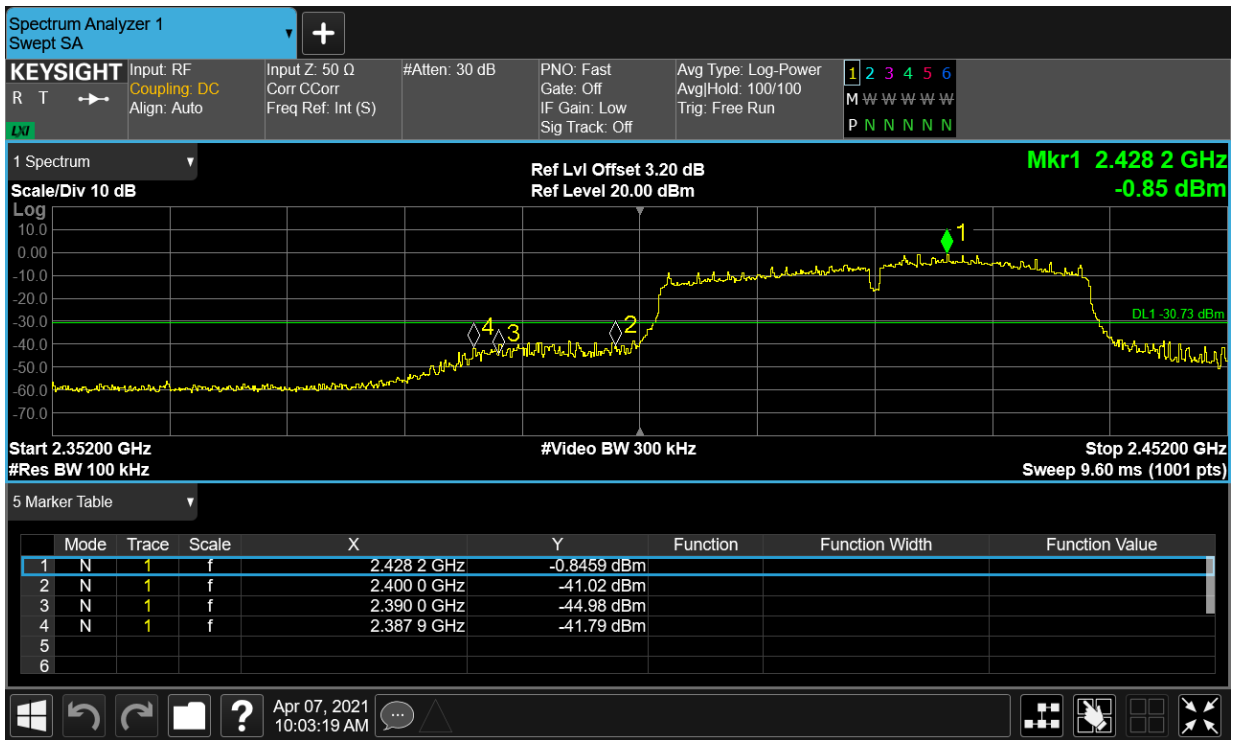 Spectrum Analyzer 1
Swept SA
+
KEYSIGHT Input: RF Input Z: 50 Ω #Atten: 30 dB PNO: Fast Avg Type: Log-Power 1 2 3 4 5 6
R T Coupling: DC Corr CCorr Gate: Off Avg|Hold: 100/100 M W W W W W
Align: Auto Freq Ref: Int (S) IF Gain: Low Trig: Free Run
LXI Sig Track: Off P N N N N N N
1 Spectrum Ref Lvl Offset 3.20 dB Mkr1 2.428 2 GHz
Scale/Div 10 dB Ref Level 20.00 dBm -0.85 dBm
Log
10.0 1
0.00
-10.0
-20.0
-30.0 4 3 2 DL1 -30.73 dBm
-40.0
-50.0
-60.0
-70.0
Start 2.35200 GHz #Video BW 300 kHz Stop 2.45200 GHz
#Res BW 100 kHz Sweep 9.60 ms (1001 pts)
5 Marker Table
Mode Trace Scale X Y Function Function Width Function Value
1 N 1 f 2.428 2 GHz -0.8459 dBm
2 N 1 f 2.400 0 GHz -41.02 dBm
3 N 1 f 2.390 0 GHz -44.98 dBm
4 N 1 f 2.387 9 GHz -41.79 dBm
5
6
? Apr 07, 2021
10:03:19 AM